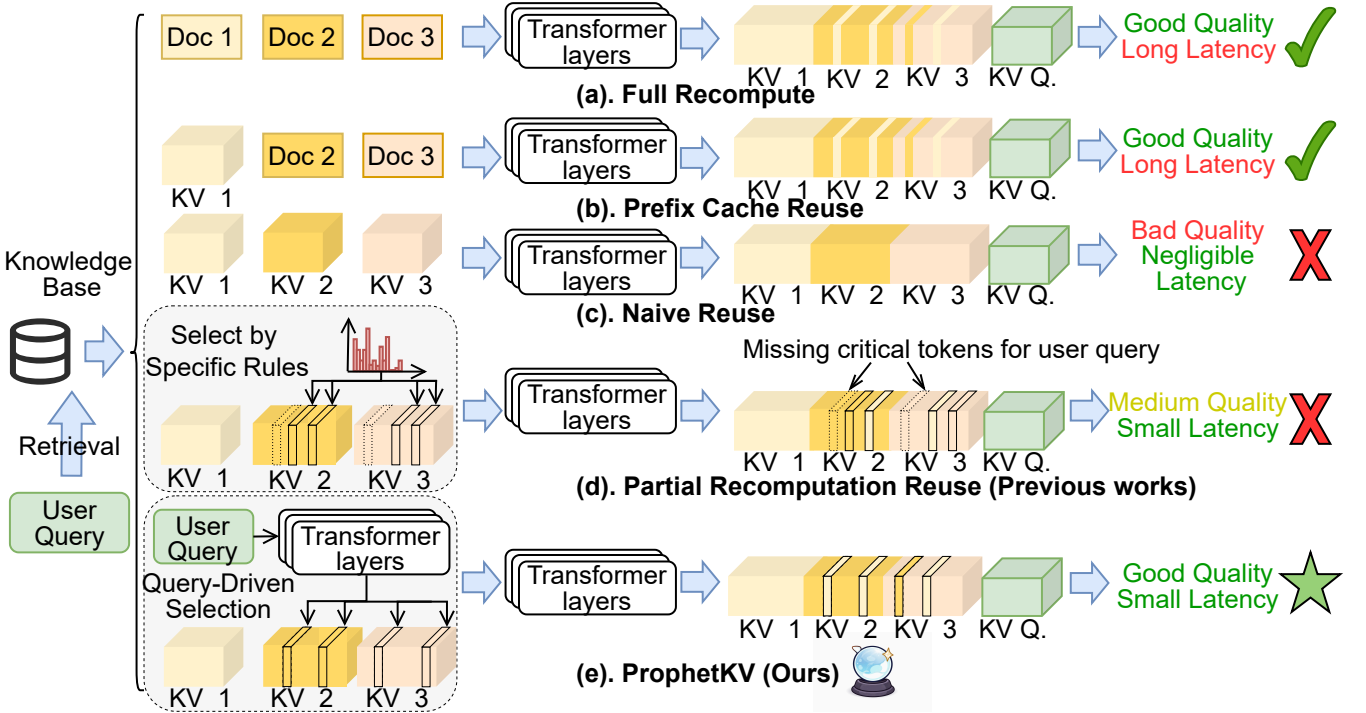 Doc 1
Doc 2
Doc 3
Transformer
layers
KV 1
KV 2
KV 3
KV Q.
Good Quality
Long Latency
(a). Full Recompute
KV 1
Doc 2
Doc 3
Transformer
layers
KV 1
KV 2
KV 3
KV Q.
Good Quality
Long Latency
(b). Prefix Cache Reuse
KV 1
KV 2
KV 3
Transformer
layers
KV 1
KV 2
KV 3
KV Q.
Bad Quality
Negligible
Latency
(c). Naive Reuse
Knowledge
Base
Retrieval
User
Query
Select by
Specific Rules
KV 1
KV 2
KV 3
Transformer
layers
Missing critical tokens for user query
KV 1
KV 2
KV 3
KV Q.
Medium Quality
Small Latency
(d). Partial Recomputation Reuse (Previous works)
User
Query
Transformer
layers
Query-Driven
Selection
KV 1
KV 2
KV 3
Transformer
layers
KV 1
KV 2
KV 3
KV Q.
Good Quality
Small Latency
(e). ProphetKV (Ours)